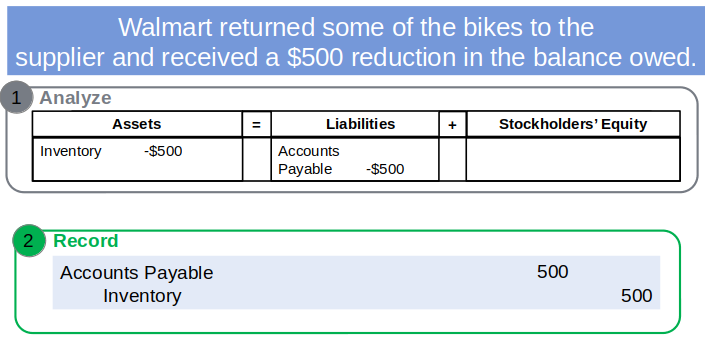 Walmart returned some of the bikes to the
supplier and received a $500 reduction in the balance owed.
1 Analyze
Assets = Liabilities + Stockholders’ Equity
Inventory -$500 Accounts
Payable -$500
2 Record
Accounts Payable 500
Inventory 500